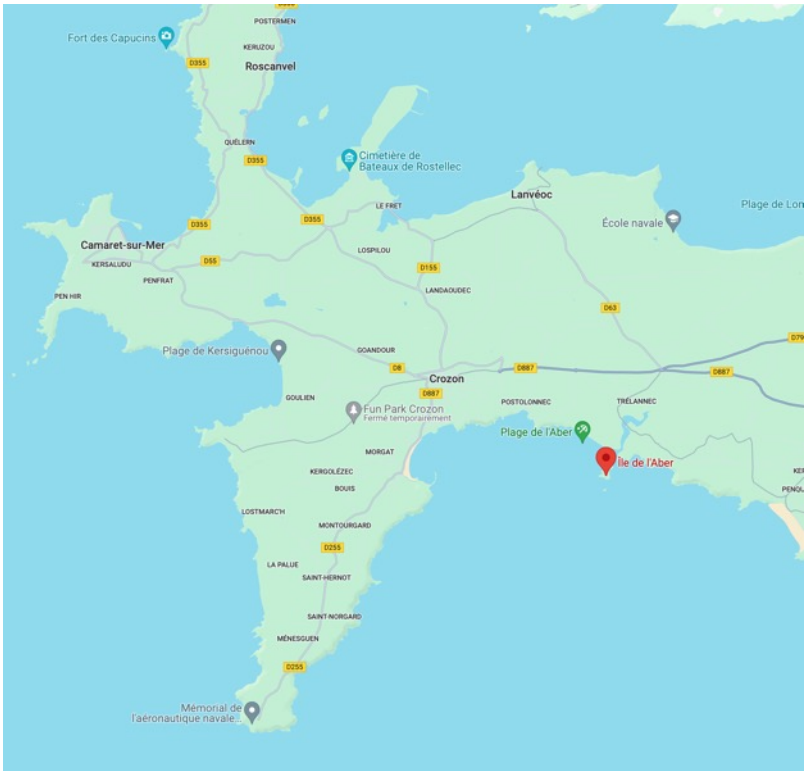 POSTERMEN
Fort des Capucins
KERUZOU
D355
Roscanvel
QUÉLERN
D355
Cimetière de
Bateaux de Rostellec
Lanvéoc
LE FRET
Plage de Lon
École navale
D355
D355
Camaret-sur-Mer
KERSALUDU
D55
LOSPILOU
D155
PENFRAT
PEN HIR
LANDAOUDEC
D63
D79
Plage de Kersiguénou
GOANDOUR
D8
D887
D887
Crozon
D887
GOULIEN
POSTOLONNEC
TRÉLANNEC
Fun Park Crozon
Fermé temporairement
Plage de l'Aber
MORGAT
Île de l'Aber
KERGOLÉZEC
KER
BOUIS
PENQU
LOSTMARC'H
MONTOURGARD
D255
LA PALUE
SAINT-HERNOT
SAINT-NORGARD
MÉNESGUEN
D255
Mémorial de
l'aéronautique navale...